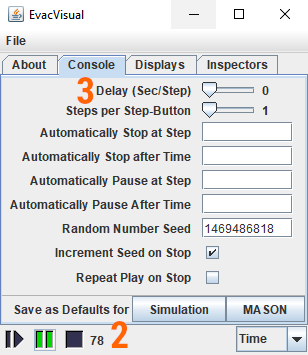 EvacVisual
File
About Console Displays Inspectors
3 Delay (Sec/Step) 0
Steps per Step-Button 1
Automatically Stop at Step
Automatically Stop after Time
Automatically Pause at Step
Automatically Pause After Time
Random Number Seed 1469486818
Increment Seed on Stop
Repeat Play on Stop
Save as Defaults for Simulation MASON
78 2 Time